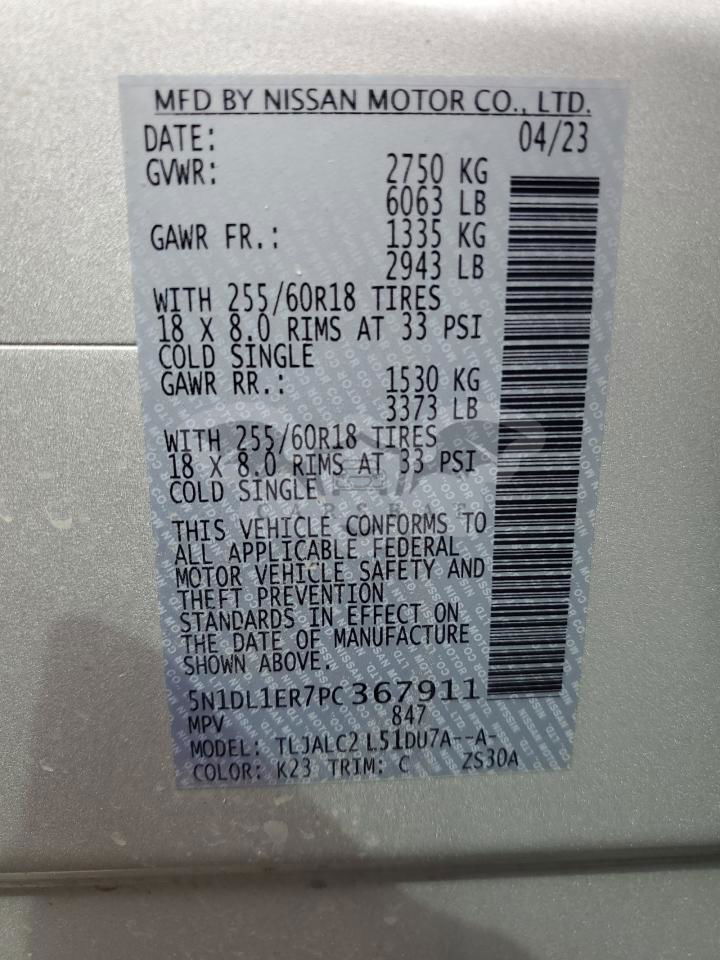 MFD BY NISSAN MOTOR CO., LTD.
DATE: 04/23
GVWR: 2750 KG
6063 LB
GAWR FR.: 1335 KG
2943 LB
WITH 255/60R18 TIRES
18 X 8.0 RIMS AT 33 PSI
COLD SINGLE
GAWR RR.: 1530 KG
3373 LB
WITH 255/60R18 TIRES
18 X 8.0 RIMS AT 33 PSI
COLD SINGLE
THIS VEHICLE CONFORMS TO
ALL APPLICABLE FEDERAL
MOTOR VEHICLE SAFETY AND
THEFT PREVENTION
STANDARDS IN EFFECT ON
THE DATE OF MANUFACTURE
SHOWN ABOVE.
5N1DL1ER7PC367911
MPV 847
MODEL: TLJALC2 L51DU7A--A-
COLOR: K23 TRIM: C ZS30A